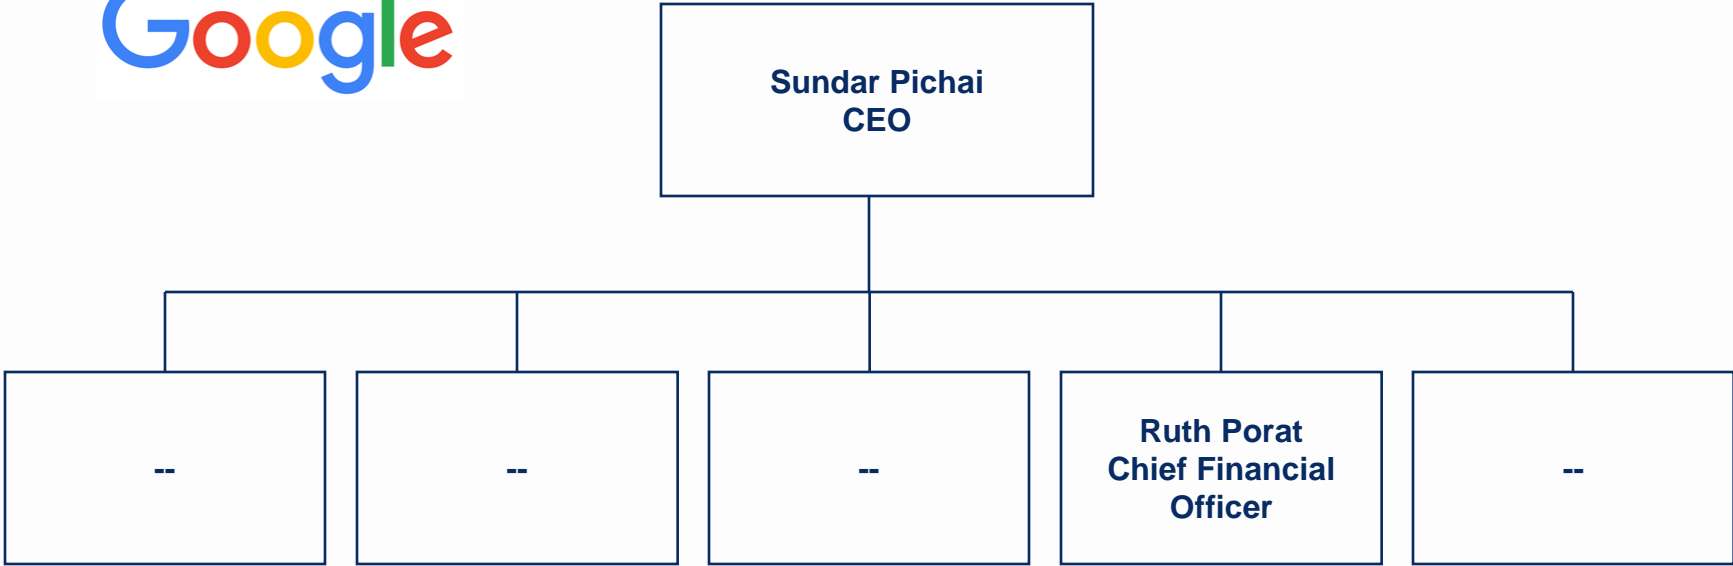 Google
Sundar Pichai
CEO
--
--
--
Ruth Porat
Chief Financial
Officer
--